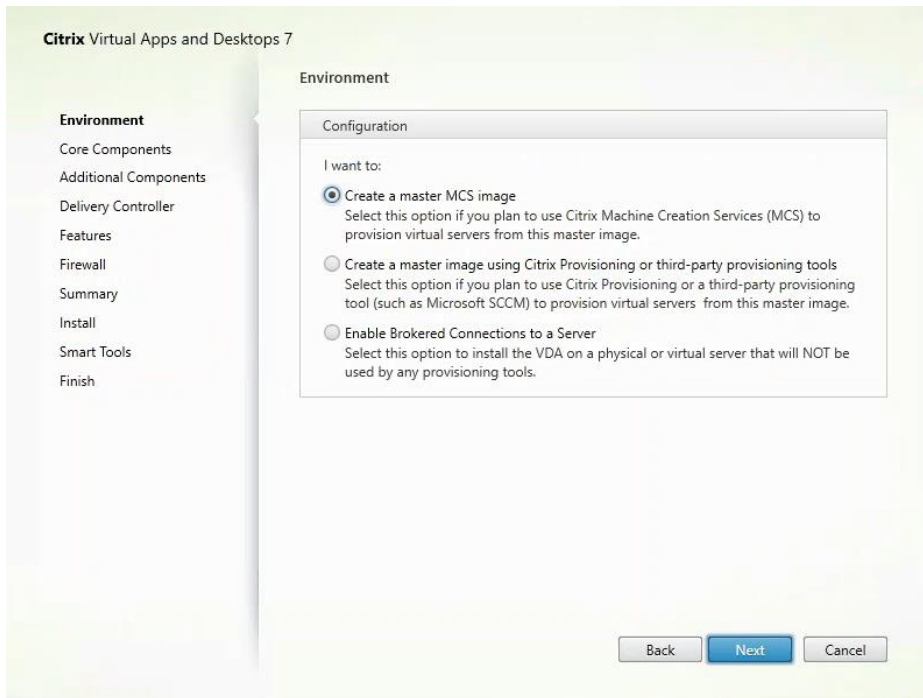 Citrix Virtual Apps and Desktops 7
Environment
Environment
Core Components
Additional Components
Delivery Controller
Features
Firewall
Summary
Install
Smart Tools
Finish
Configuration
I want to:
Create a master MCS image
Select this option if you plan to use Citrix Machine Creation Services (MCS) to
provision virtual servers from this master image.
Create a master image using Citrix Provisioning or third-party provisioning tools
Select this option if you plan to use Citrix Provisioning or a third-party provisioning
tool (such as Microsoft SCCM) to provision virtual servers from this master image.
Enable Brokered Connections to a Server
Select this option to install the VDA on a physical or virtual server that will NOT be
used by any provisioning tools.
Back
Next
Cancel